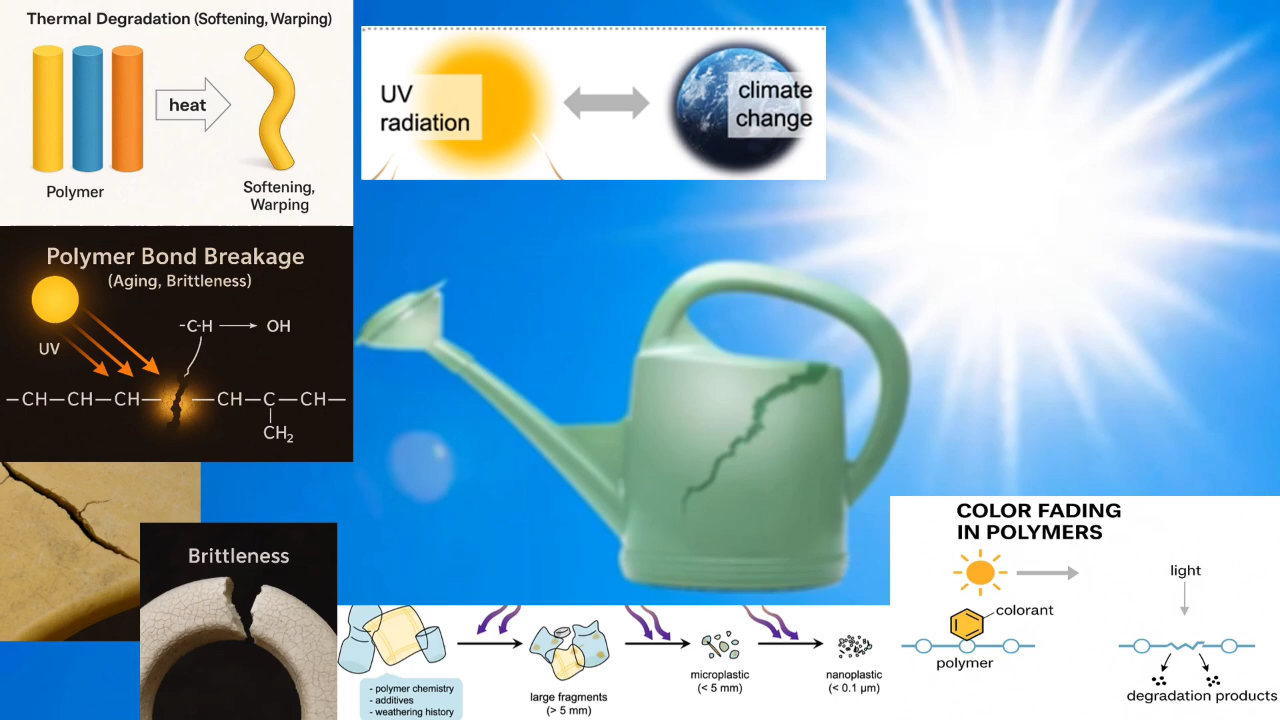 Thermal Degradation (Softening, Warping)
heat
Polymer
Softening,
Warping
UV
radiation
climate
change
Polymer Bond Breakage
(Aging, Brittleness)
UV
-C-H → OH
—CH—CH—CH— —CH—C—CH—
CH₂
Brittleness
- polymer chemistry
- additives
- weathering history
large fragments
(> 5 mm)
microplastic
(< 5 mm)
nanoplastic
(< 0.1 µm)
COLOR FADING
IN POLYMERS
light
colorant
polymer
degradation products